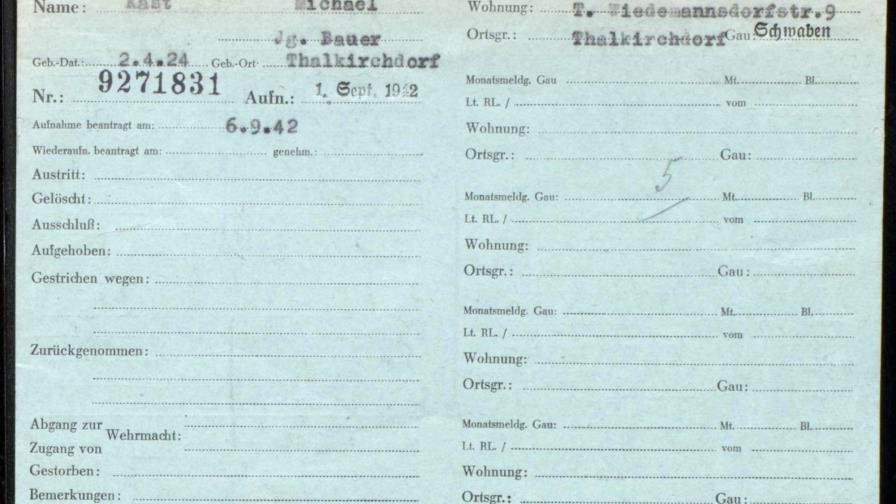 Name: Kast Michael
Jg. Bauer
Geb.-Dat.: 2.4.24 Geb.-Ort Thalkirchdorf
Nr.: 9271831 Aufn.: 1. Sept. 1942
Aufnahme beantragt am: 6.9.42
Wiederaufn. beantragt am: genehm.:
Austritt:
Gelöscht:
Ausschluß:
Aufgehoben:
Gestrichen wegen:
Zurückgenommen:
Abgang zur
Wehrmacht:
Zugang von
Gestorben:
Bemerkungen:
Wohnung: T. Wiedemannsdorfstr.9
Ortsgr.: Thalkirchdorf Gau: Schwaben
Monatsmeldg. Gau Mt. Bl.
Lt. RL. / vom
Wohnung:
Ortsgr.: Gau:
5
Monatsmeldg. Gau: Mt. Bl.
Lt. RL. / vom
Wohnung:
Ortsgr.: Gau:
Monatsmeldg. Gau: Mt. Bl.
Lt. RL. / vom
Wohnung:
Ortsgr.: Gau:
Monatsmeldg. Gau: Mt. Bl.
Lt. RL. / vom
Wohnung:
Ortsgr.: Gau: